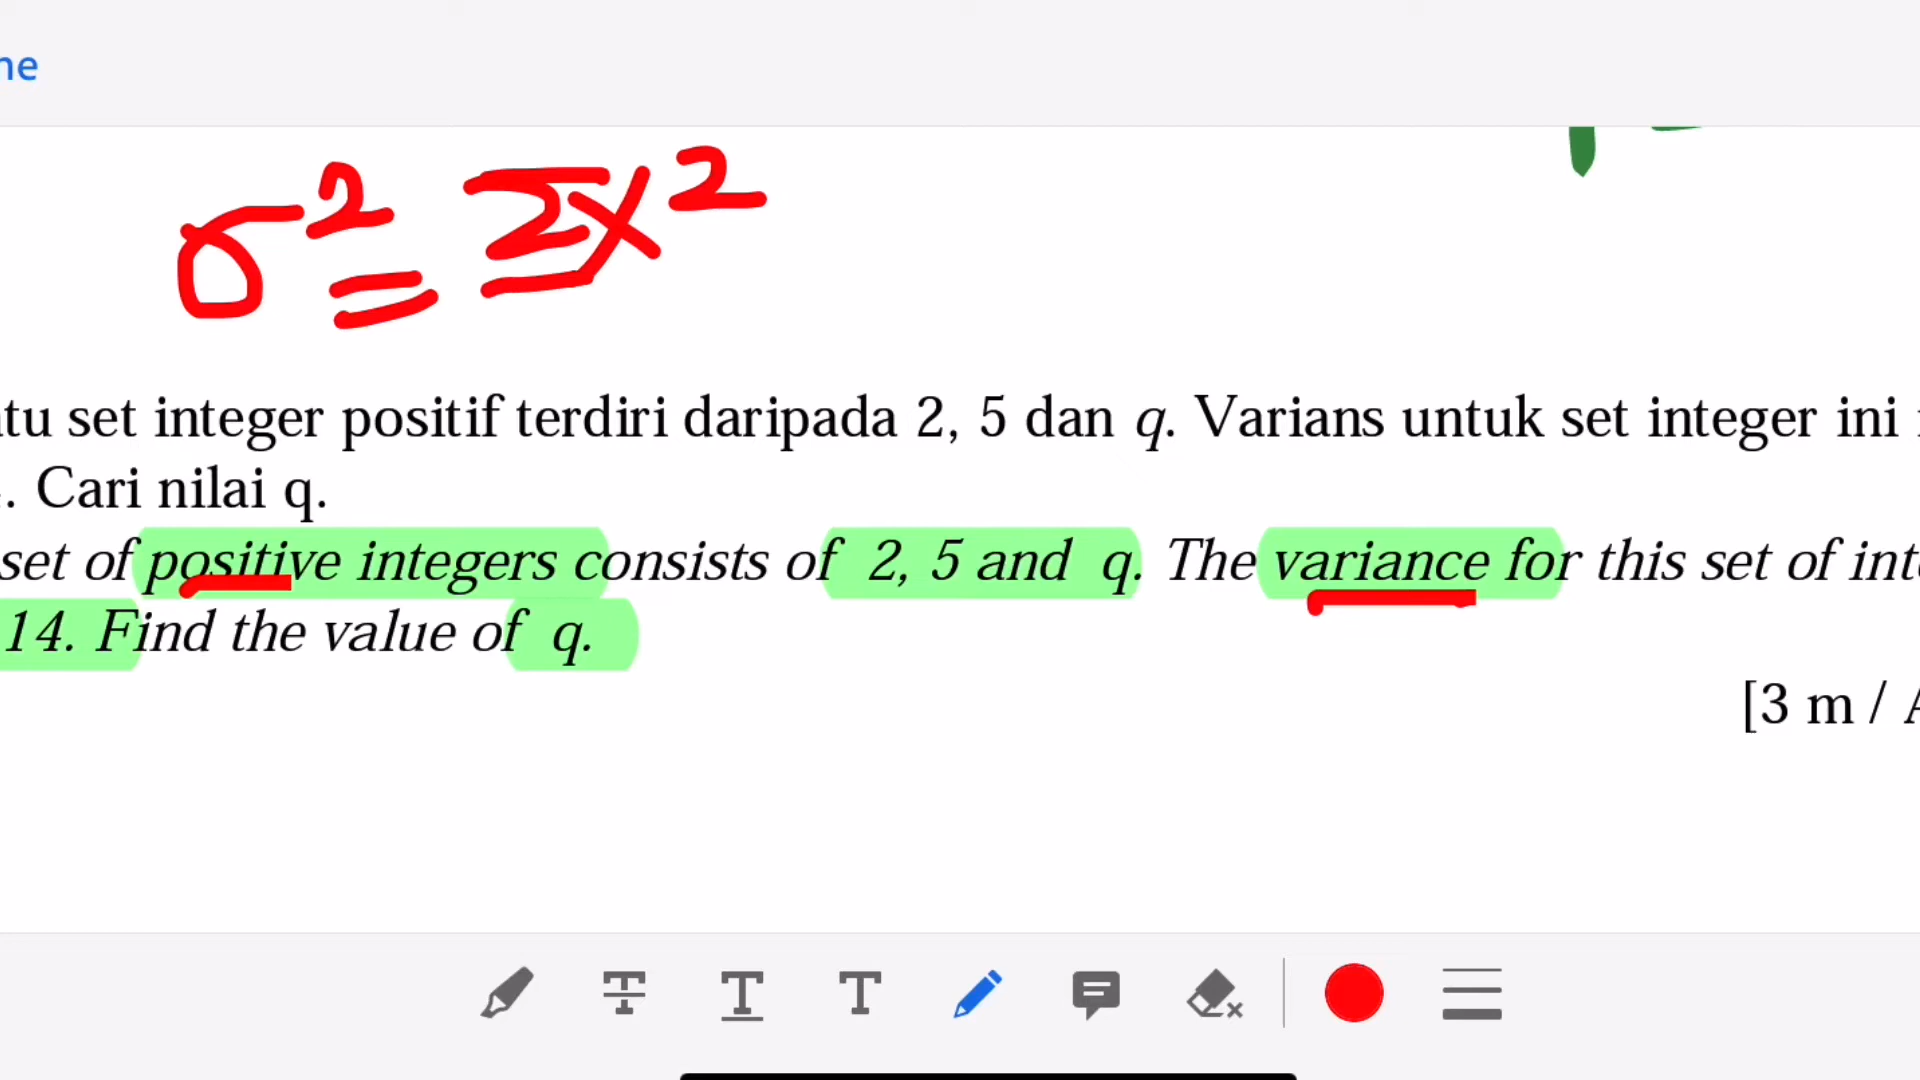 ne
σ² = Σx²
tu set integer positif terdiri daripada 2, 5 dan q. Varians untuk set integer ini
. Cari nilai q.
set of positive integers consists of 2, 5 and q. The variance for this set of int
14. Find the value of q.
[3 m / A